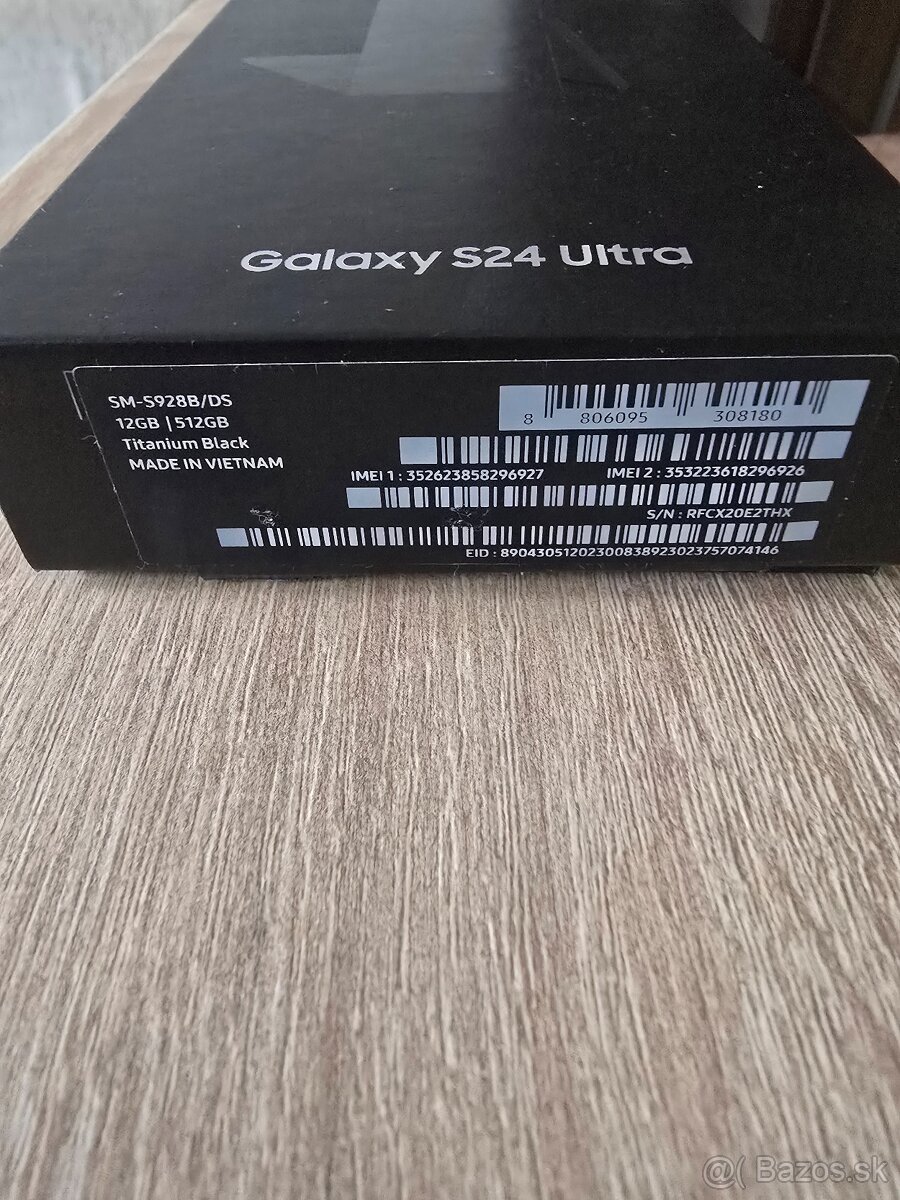 Galaxy S24 Ultra
SM-S928B/DS
12GB | 512GB
Titanium Black
MADE IN VIETNAM
8 806095 308180
IMEI 1 : 352623858296927 IMEI 2 : 353223618296926
S/N : RFCX20E2THX
EID : 89043051202300838923023757074146
@( Bazos.sk